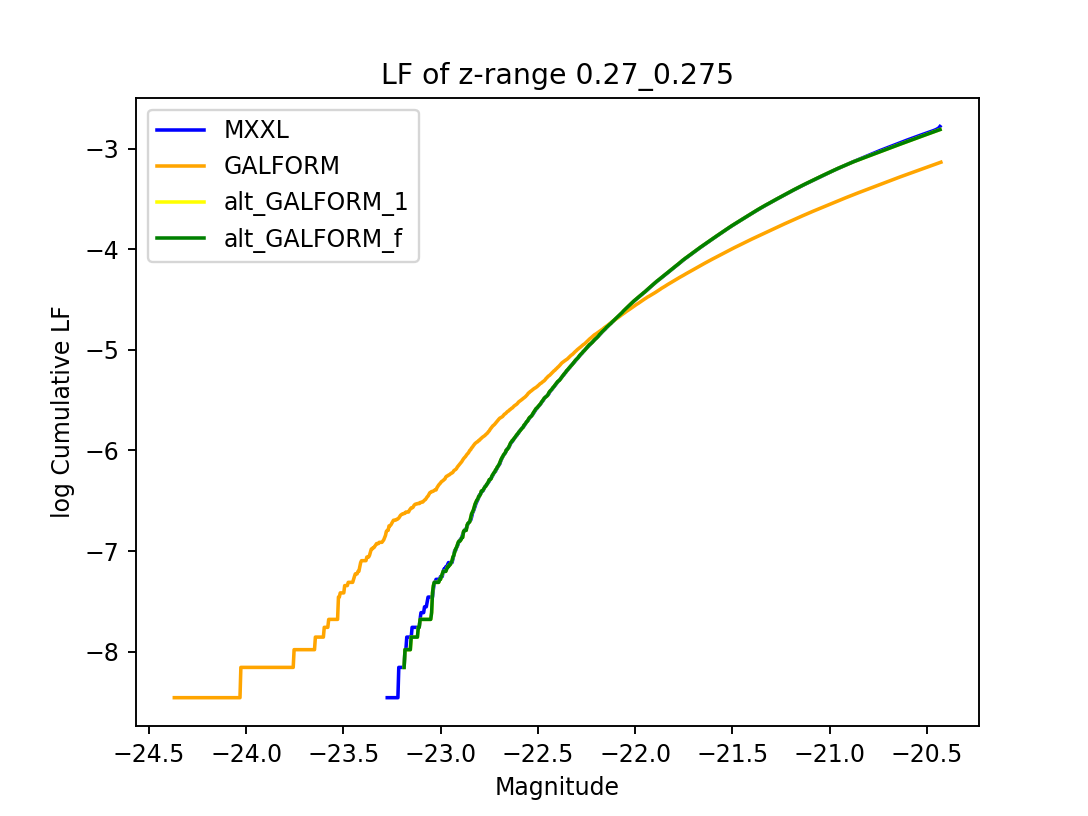 LF of z-range 0.27_0.275
MXXL
GALFORM
alt_GALFORM_1
alt_GALFORM_f
log Cumulative LF
−3
−4
−5
−6
−7
−8
−24.5 −24.0 −23.5 −23.0 −22.5 −22.0 −21.5 −21.0 −20.5
Magnitude